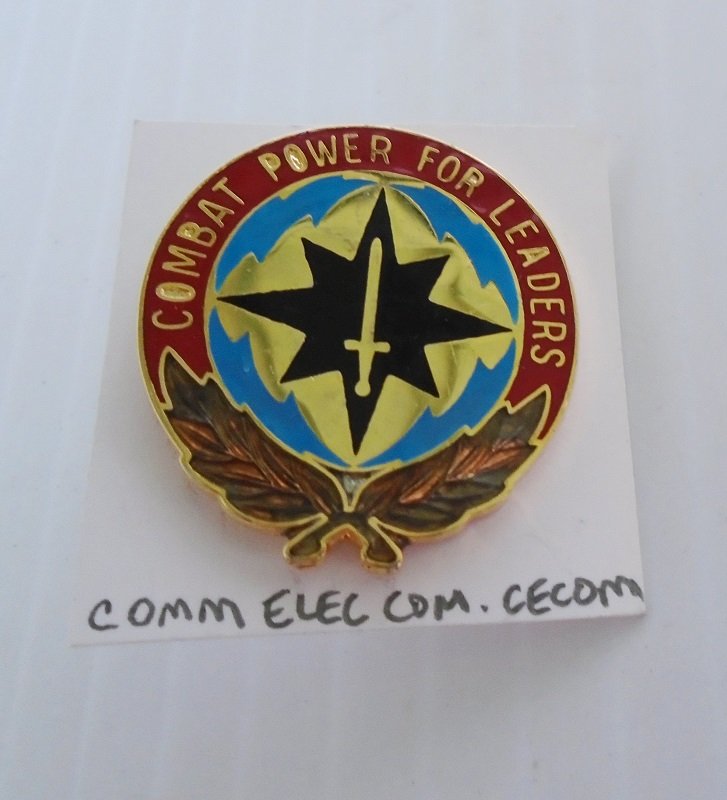 COMBAT POWER FOR LEADERS
COMM ELEC COM. CECOM